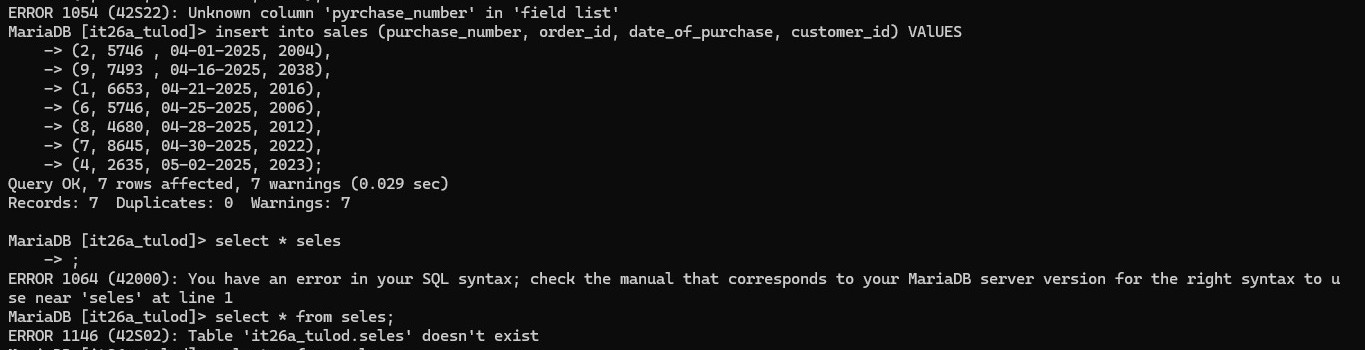 ERROR 1054 (42S22): Unknown column 'pyrchase_number' in 'field list'
MariaDB [it26a_tulod]> insert into sales (purchase_number, order_id, date_of_purchase, customer_id) VAlUES
    -> (2, 5746 , 04-01-2025, 2004),
    -> (9, 7493 , 04-16-2025, 2038),
    -> (1, 6653, 04-21-2025, 2016),
    -> (6, 5746, 04-25-2025, 2006),
    -> (8, 4680, 04-28-2025, 2012),
    -> (7, 8645, 04-30-2025, 2022),
    -> (4, 2635, 05-02-2025, 2023);
Query OK, 7 rows affected, 7 warnings (0.029 sec)
Records: 7  Duplicates: 0  Warnings: 7
MariaDB [it26a_tulod]> select * seles
    -> ;
ERROR 1064 (42000): You have an error in your SQL syntax; check the manual that corresponds to your MariaDB server version for the right syntax to u
se near 'seles' at line 1
MariaDB [it26a_tulod]> select * from seles;
ERROR 1146 (42S02): Table 'it26a_tulod.seles' doesn't exist